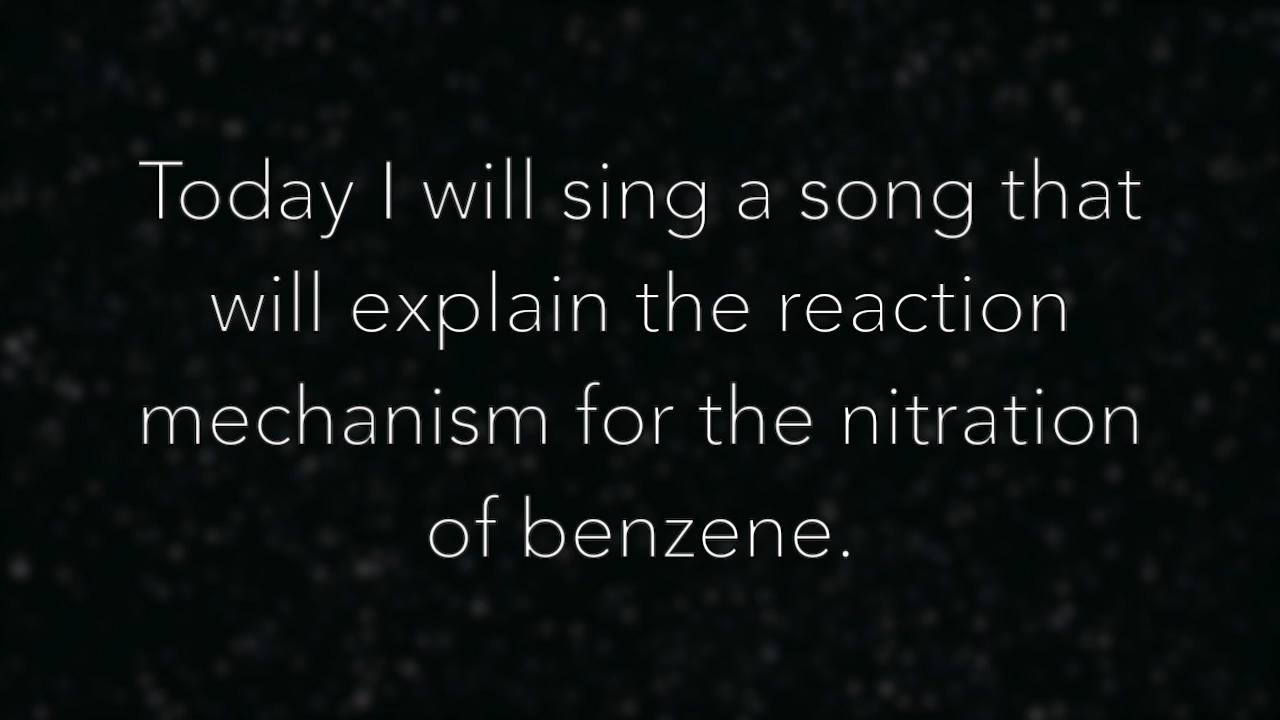 Today I will sing a song that
will explain the reaction
mechanism for the nitration
of benzene.